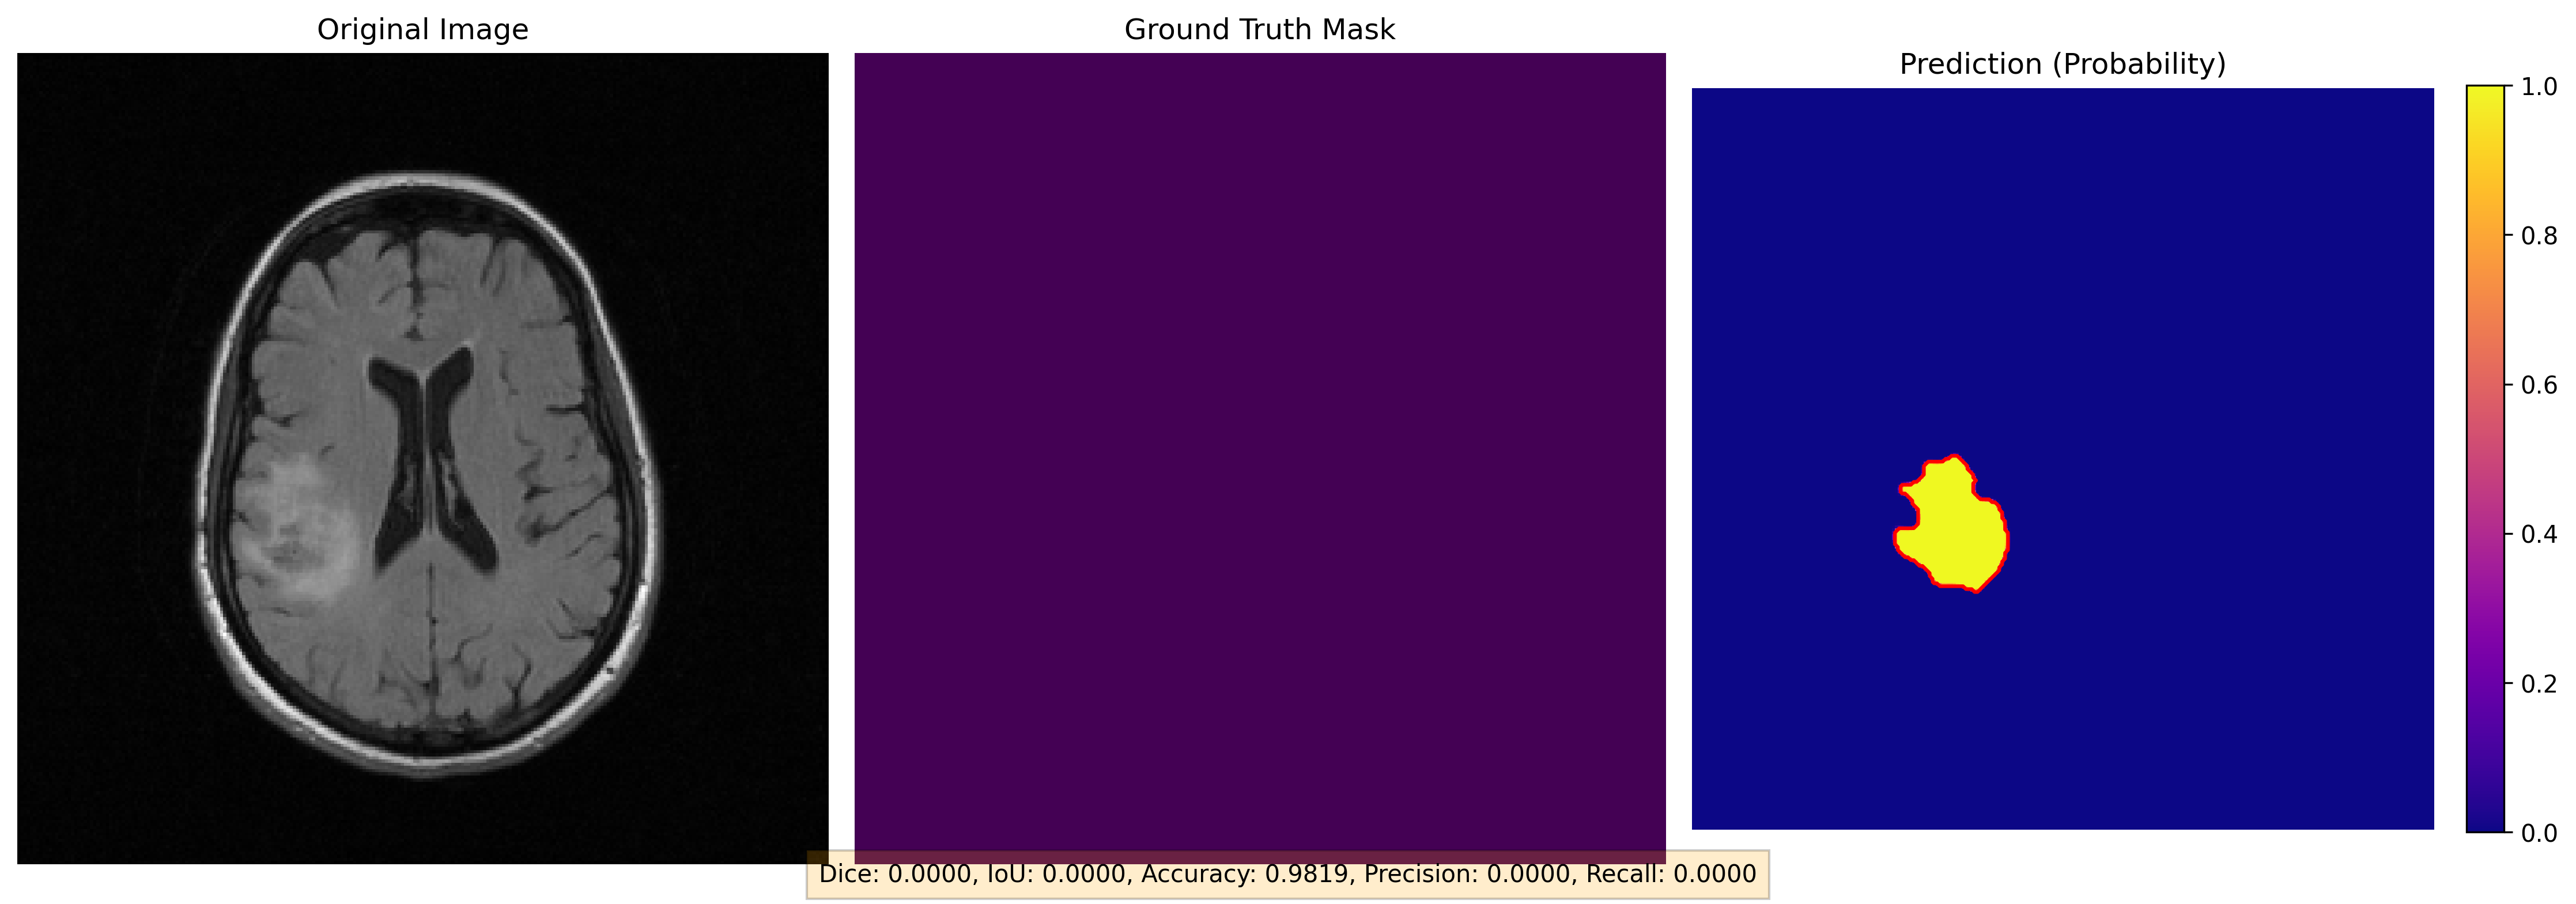 Original Image
Ground Truth Mask
Prediction (Probability)
1.0
0.8
0.6
0.4
0.2
0.0
Dice: 0.0000, IoU: 0.0000, Accuracy: 0.9819, Precision: 0.0000, Recall: 0.0000